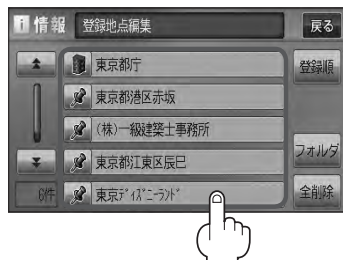 i 情報 登録地点編集 戻る
東京都庁 登録順
東京都港区赤坂
(株)一級建築士事務所
東京都江東区辰巳 フォルダ
6件 東京ﾃﾞｨｽﾞﾆｰﾗﾝﾄﾞ 全削除